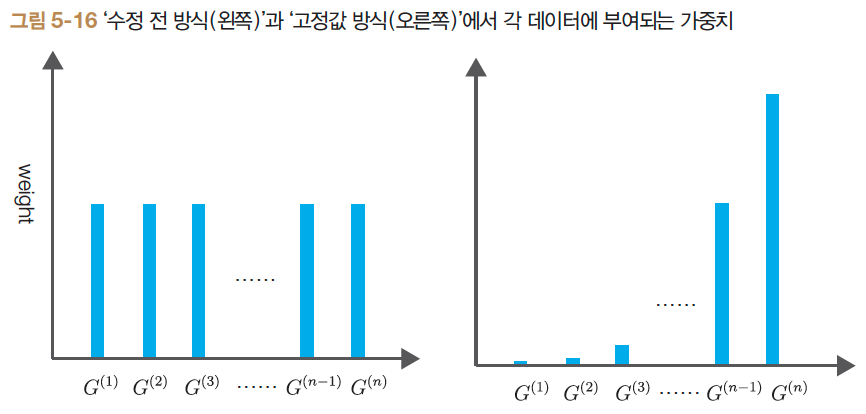 그림 5-16 ‘수정 전 방식(왼쪽)’과 ‘고정값 방식(오른쪽)’에서 각 데이터에 부여되는 가중치
weight
……
G⁽¹⁾ G⁽²⁾ G⁽³⁾ …… G⁽ⁿ⁻¹⁾ G⁽ⁿ⁾
……
G⁽¹⁾ G⁽²⁾ G⁽³⁾ …… G⁽ⁿ⁻¹⁾ G⁽ⁿ⁾